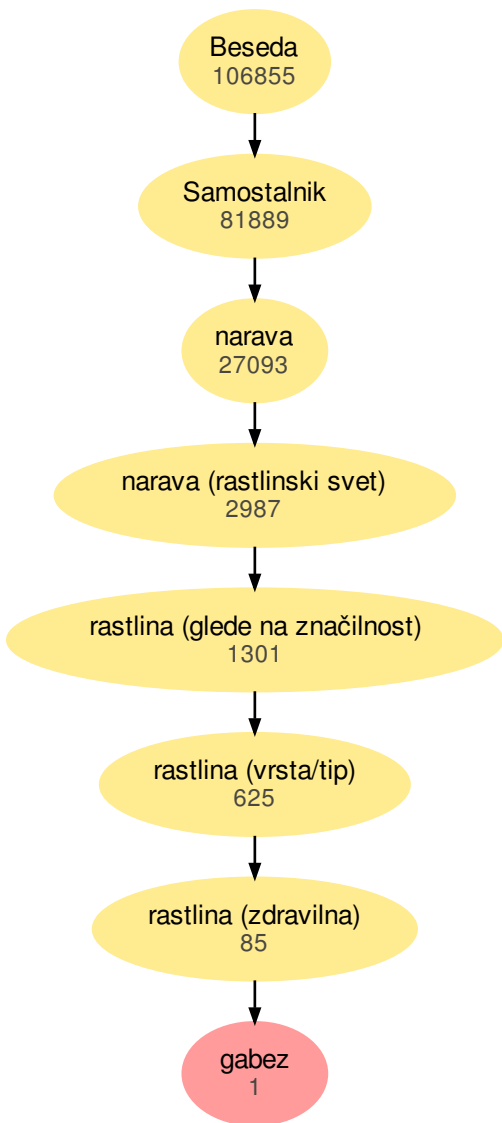 Beseda
106855
Samostalnik
81889
narava
27093
narava (rastlinski svet)
2987
rastlina (glede na značilnost)
1301
rastlina (vrsta/tip)
625
rastlina (zdravilna)
85
gabez
1